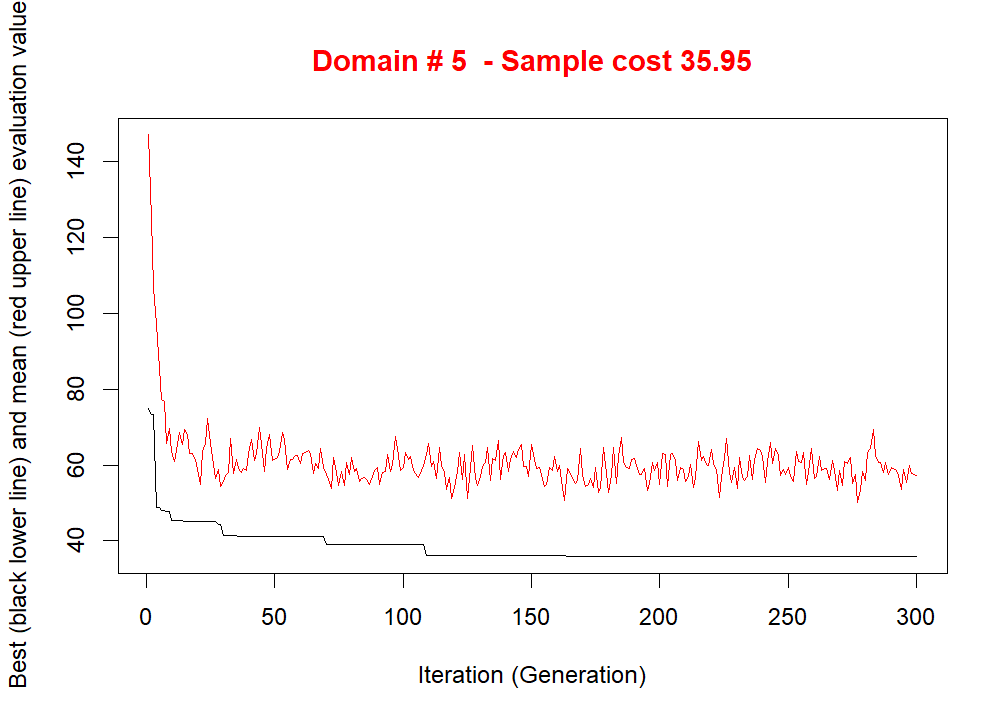 Domain # 5  - Sample cost 35.95
Best (black lower line) and mean (red upper line) evaluation value
140
120
100
80
60
40
0 50 100 150 200 250 300
Iteration (Generation)